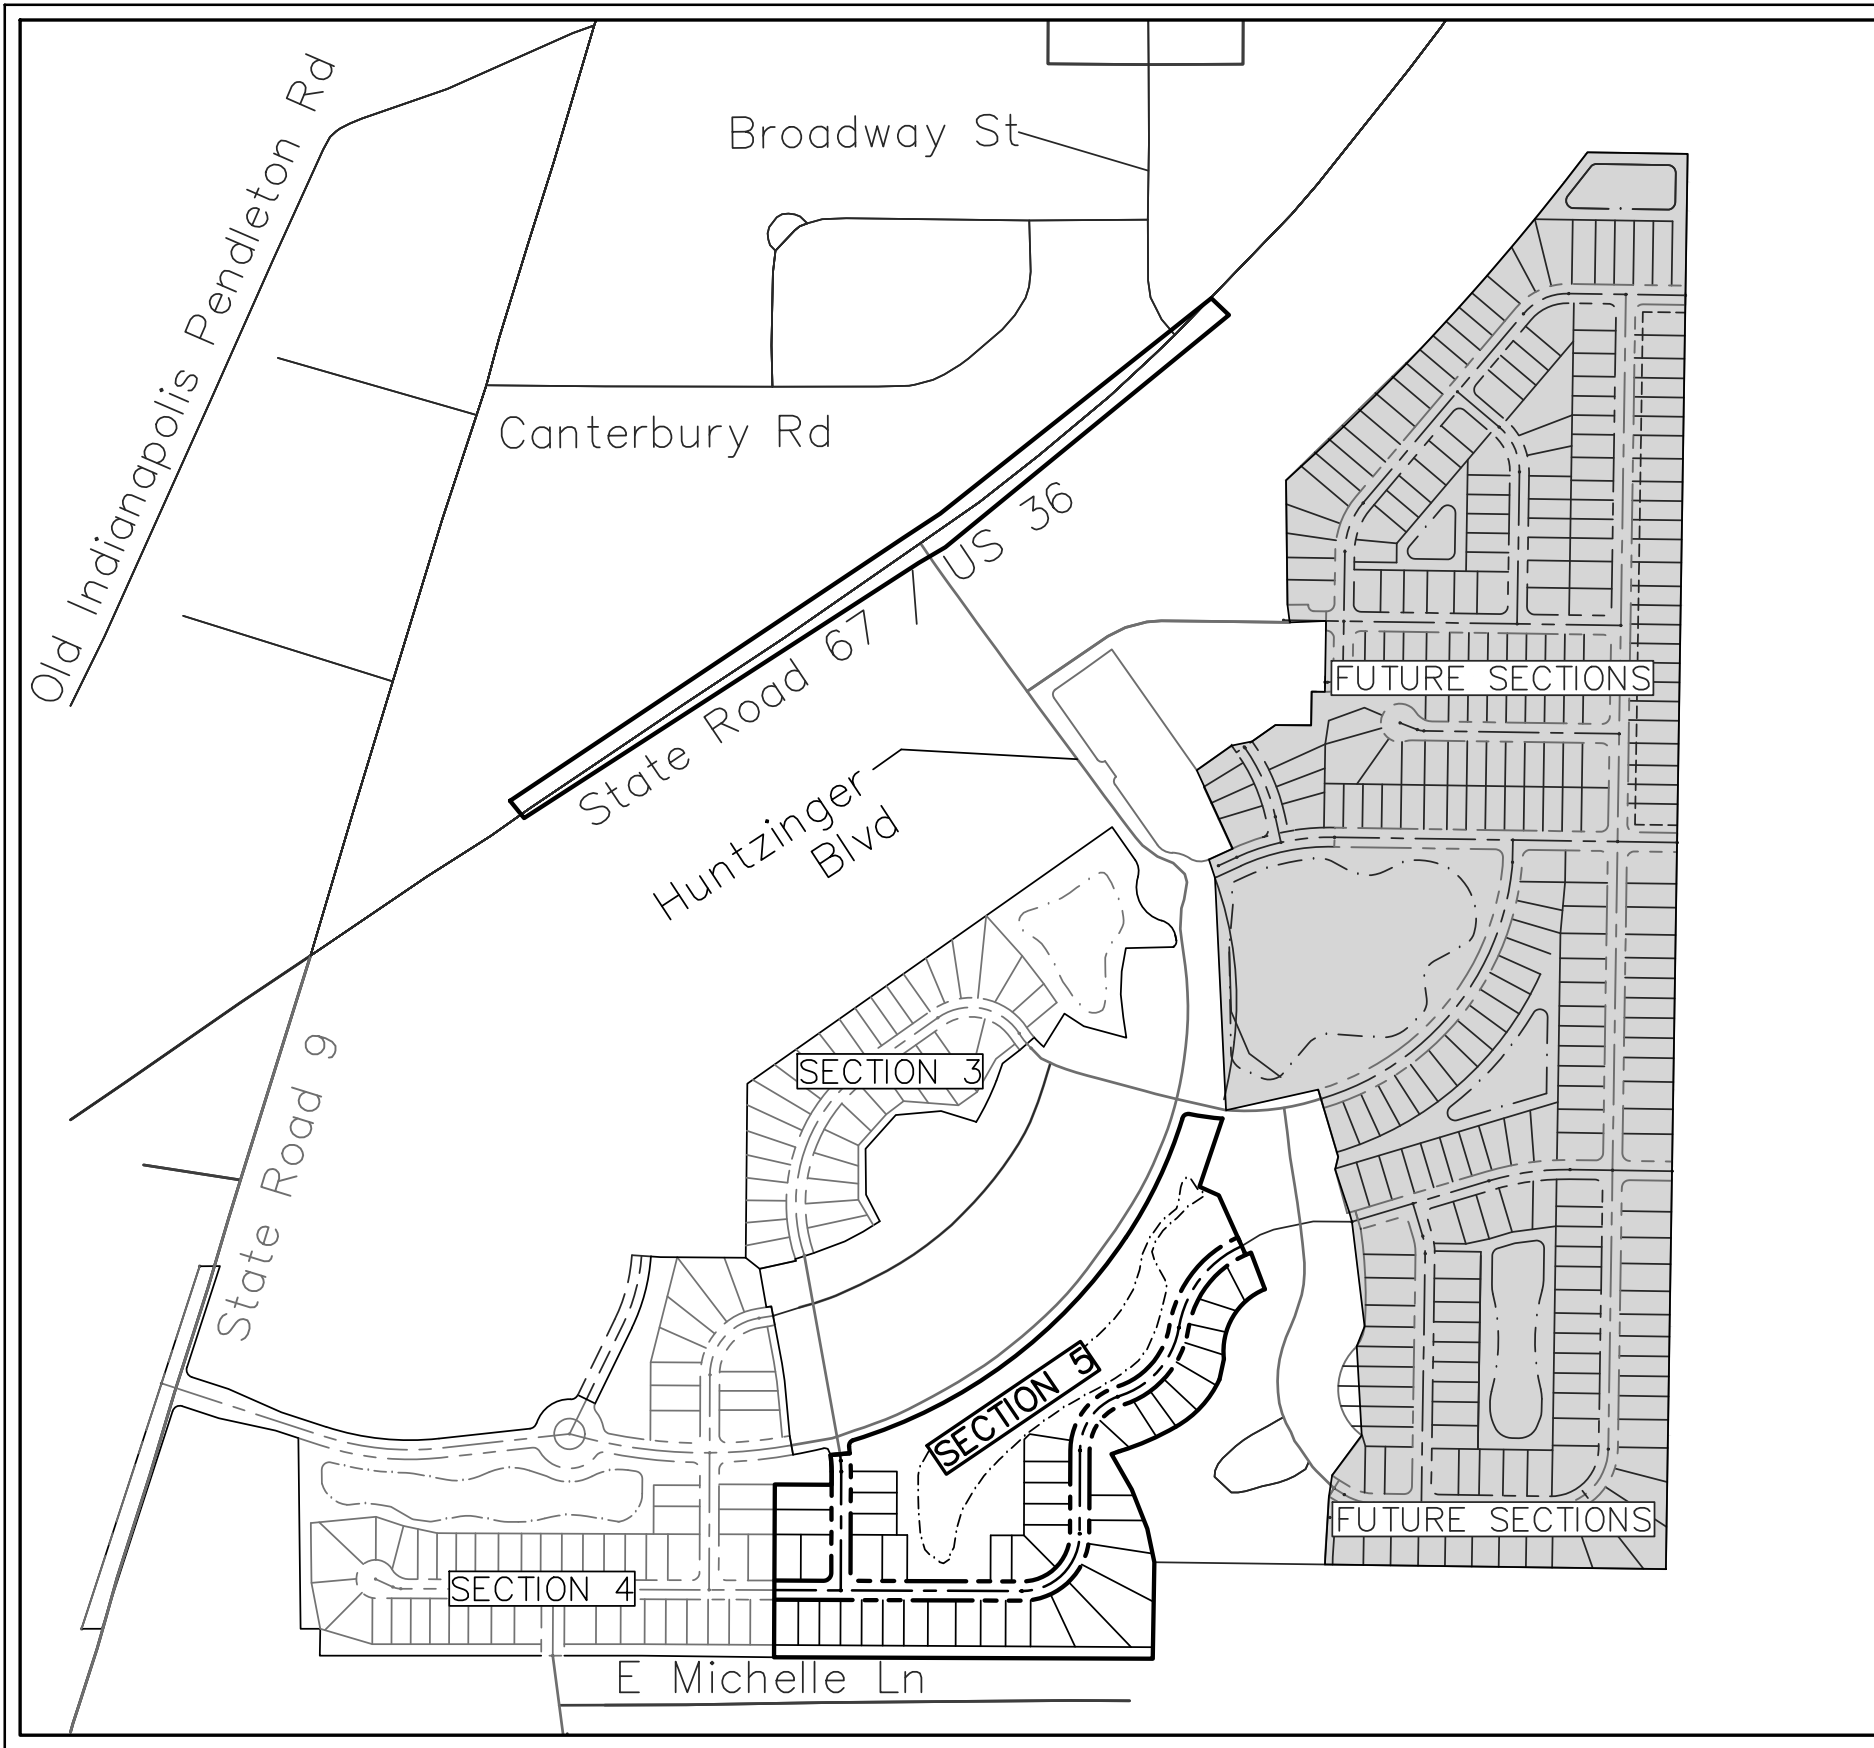 Old Indianapolis Pendleton Rd
Broadway St
Canterbury Rd
State Road 67 / US 36
FUTURE SECTIONS
Huntzinger
Blvd
State Road 9
SECTION 3
SECTION 5
FUTURE SECTIONS
SECTION 4
E Michelle Ln